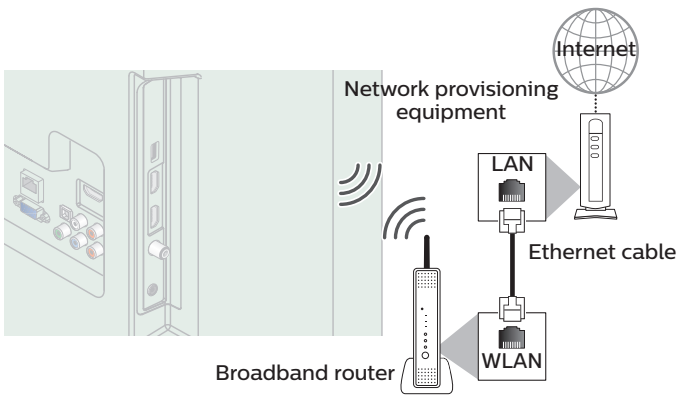 Internet
Network provisioning
equipment
LAN
Ethernet cable
WLAN
Broadband router